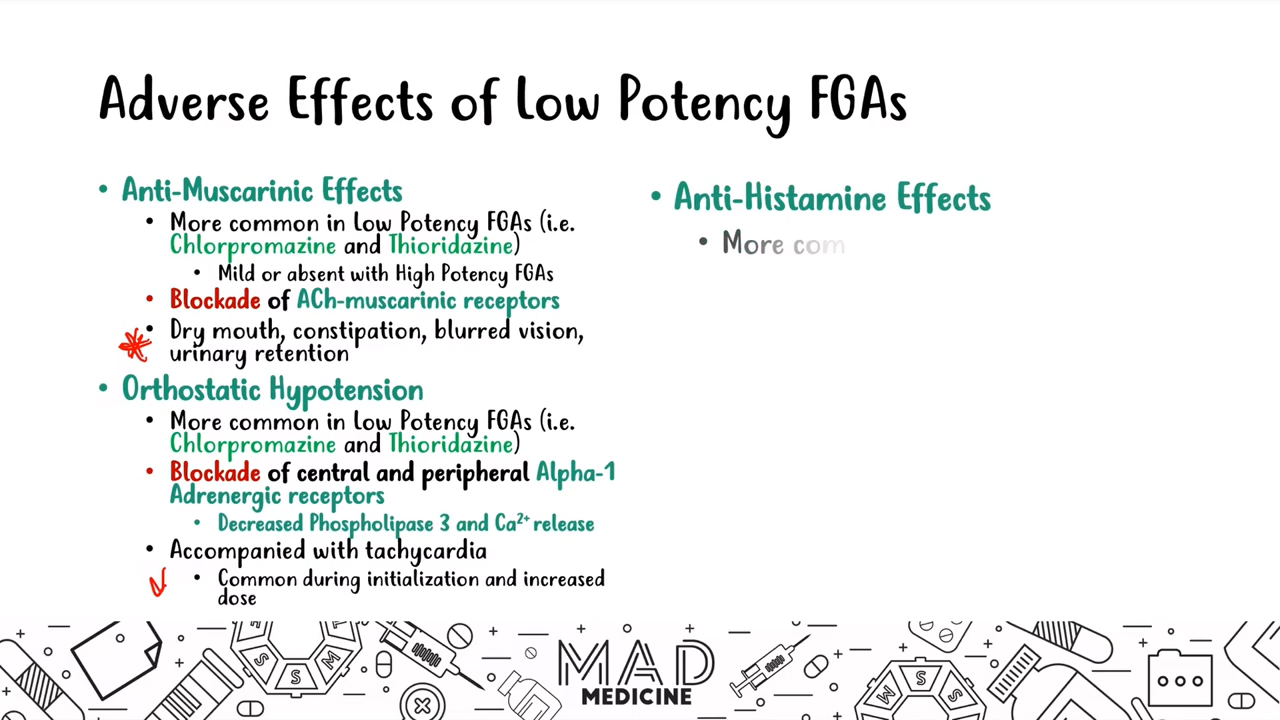 Adverse Effects of Low Potency FGAs
• Anti-Muscarinic Effects
• More common in Low Potency FGAs (i.e.
Chlorpromazine and Thioridazine)
• Mild or absent with High Potency FGAs
• Blockade of ACh-muscarinic receptors
• Dry mouth, constipation, blurred vision,
urinary retention
• Orthostatic Hypotension
• More common in Low Potency FGAs (i.e.
Chlorpromazine and Thioridazine)
• Blockade of central and peripheral Alpha-1
Adrenergic receptors
• Decreased Phospholipase 3 and Ca²⁺ release
• Accompanied with tachycardia
• Common during initialization and increased
dose
• Anti-Histamine Effects
• More com
MAD
MEDICINE
S
S
M
M
S
S